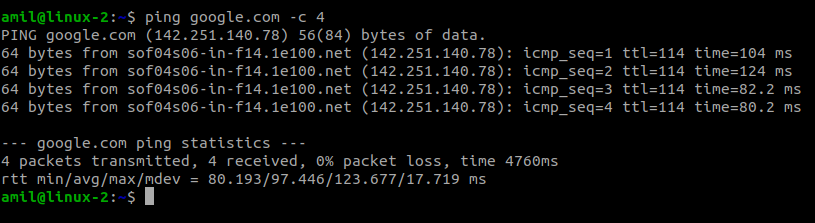 amil@linux-2:~$ ping google.com -c 4
PING google.com (142.251.140.78) 56(84) bytes of data.
64 bytes from sof04s06-in-f14.1e100.net (142.251.140.78): icmp_seq=1 ttl=114 time=104 ms
64 bytes from sof04s06-in-f14.1e100.net (142.251.140.78): icmp_seq=2 ttl=114 time=124 ms
64 bytes from sof04s06-in-f14.1e100.net (142.251.140.78): icmp_seq=3 ttl=114 time=82.2 ms
64 bytes from sof04s06-in-f14.1e100.net (142.251.140.78): icmp_seq=4 ttl=114 time=80.2 ms

--- google.com ping statistics ---
4 packets transmitted, 4 received, 0% packet loss, time 4760ms
rtt min/avg/max/mdev = 80.193/97.446/123.677/17.719 ms
amil@linux-2:~$